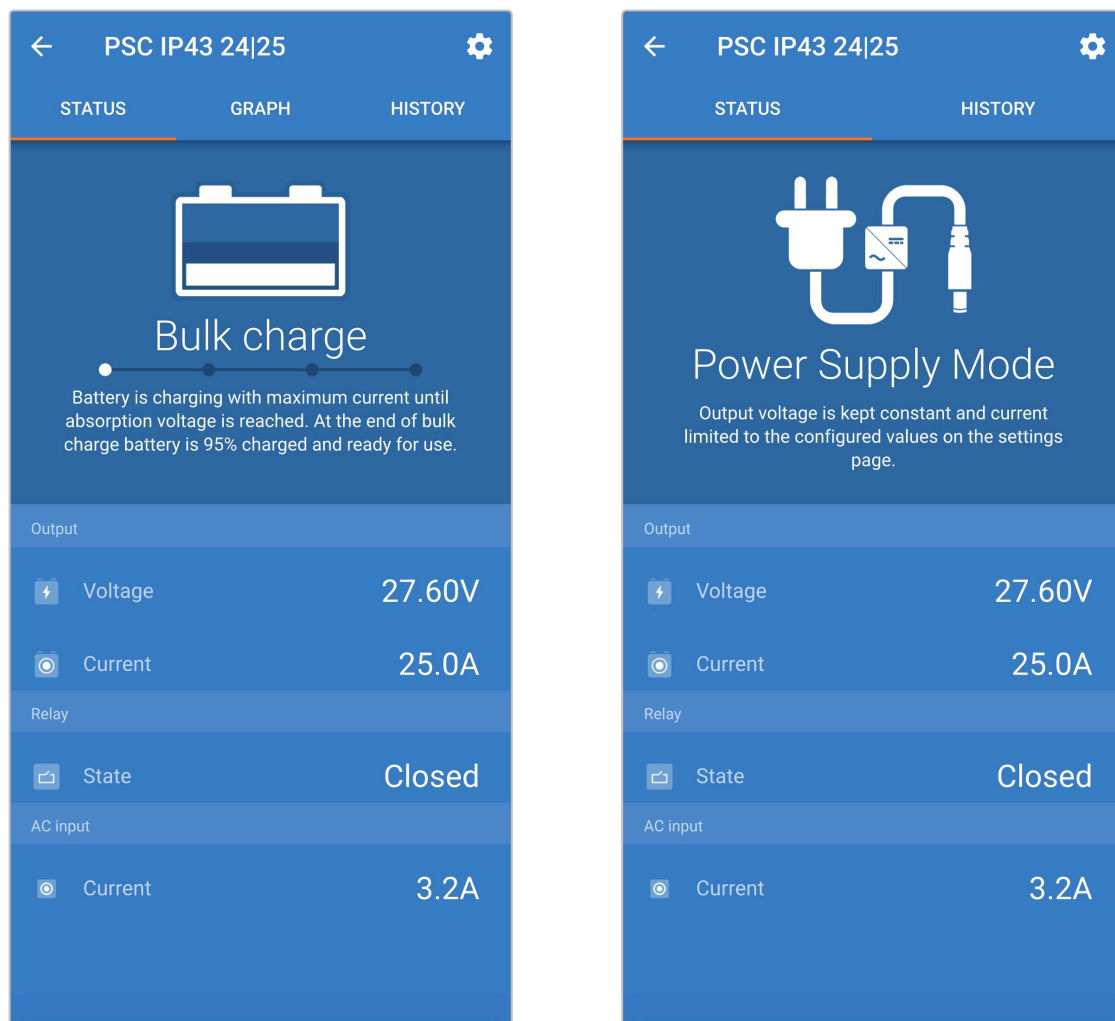 PSC IP43 24|25
STATUS GRAPH HISTORY
Bulk charge
Battery is charging with maximum current until
absorption voltage is reached. At the end of bulk
charge battery is 95% charged and ready for use.
Output
Voltage 27.60V
Current 25.0A
Relay
State Closed
AC input
Current 3.2A
PSC IP43 24|25
STATUS HISTORY
Power Supply Mode
Output voltage is kept constant and current
limited to the configured values on the settings
page.
Output
Voltage 27.60V
Current 25.0A
Relay
State Closed
AC input
Current 3.2A